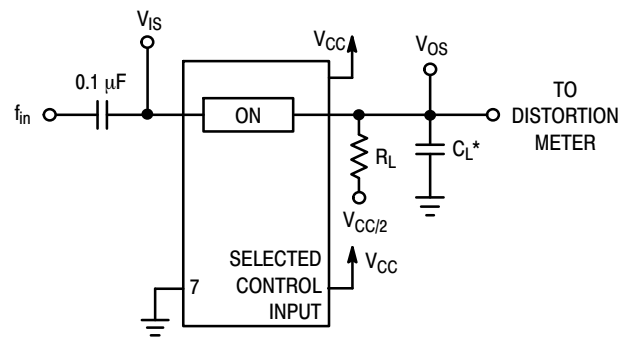 V_IS
V_CC
V_OS
0.1 μF
f_in
ON
TO
DISTORTION
METER
R_L
C_L*
V_CC/2
SELECTED
CONTROL
INPUT
V_CC
7